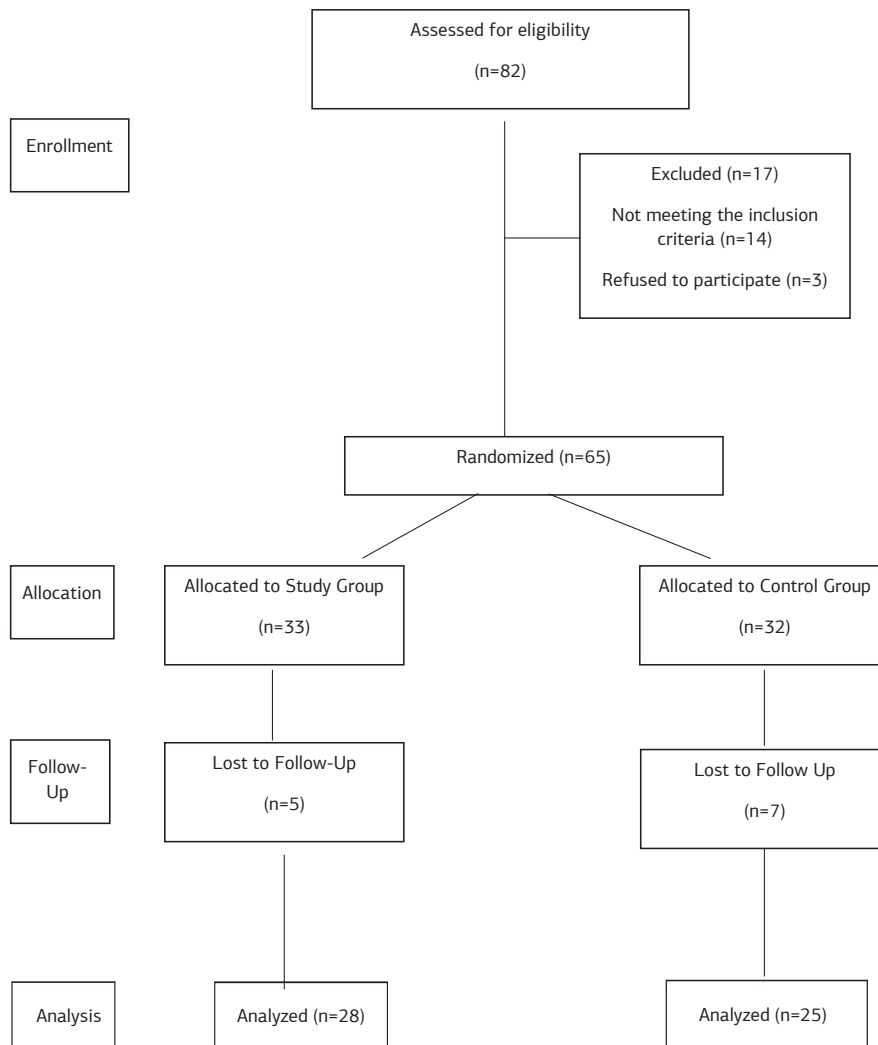 Assessed for eligibility
(n=82)
Enrollment
Excluded (n=17)
Not meeting the inclusion
criteria (n=14)
Refused to participate (n=3)
Randomized (n=65)
Allocation
Allocated to Study Group
(n=33)
Allocated to Control Group
(n=32)
Follow-
Up
Lost to Follow-Up
(n=5)
Lost to Follow Up
(n=7)
Analysis
Analyzed (n=28)
Analyzed (n=25)